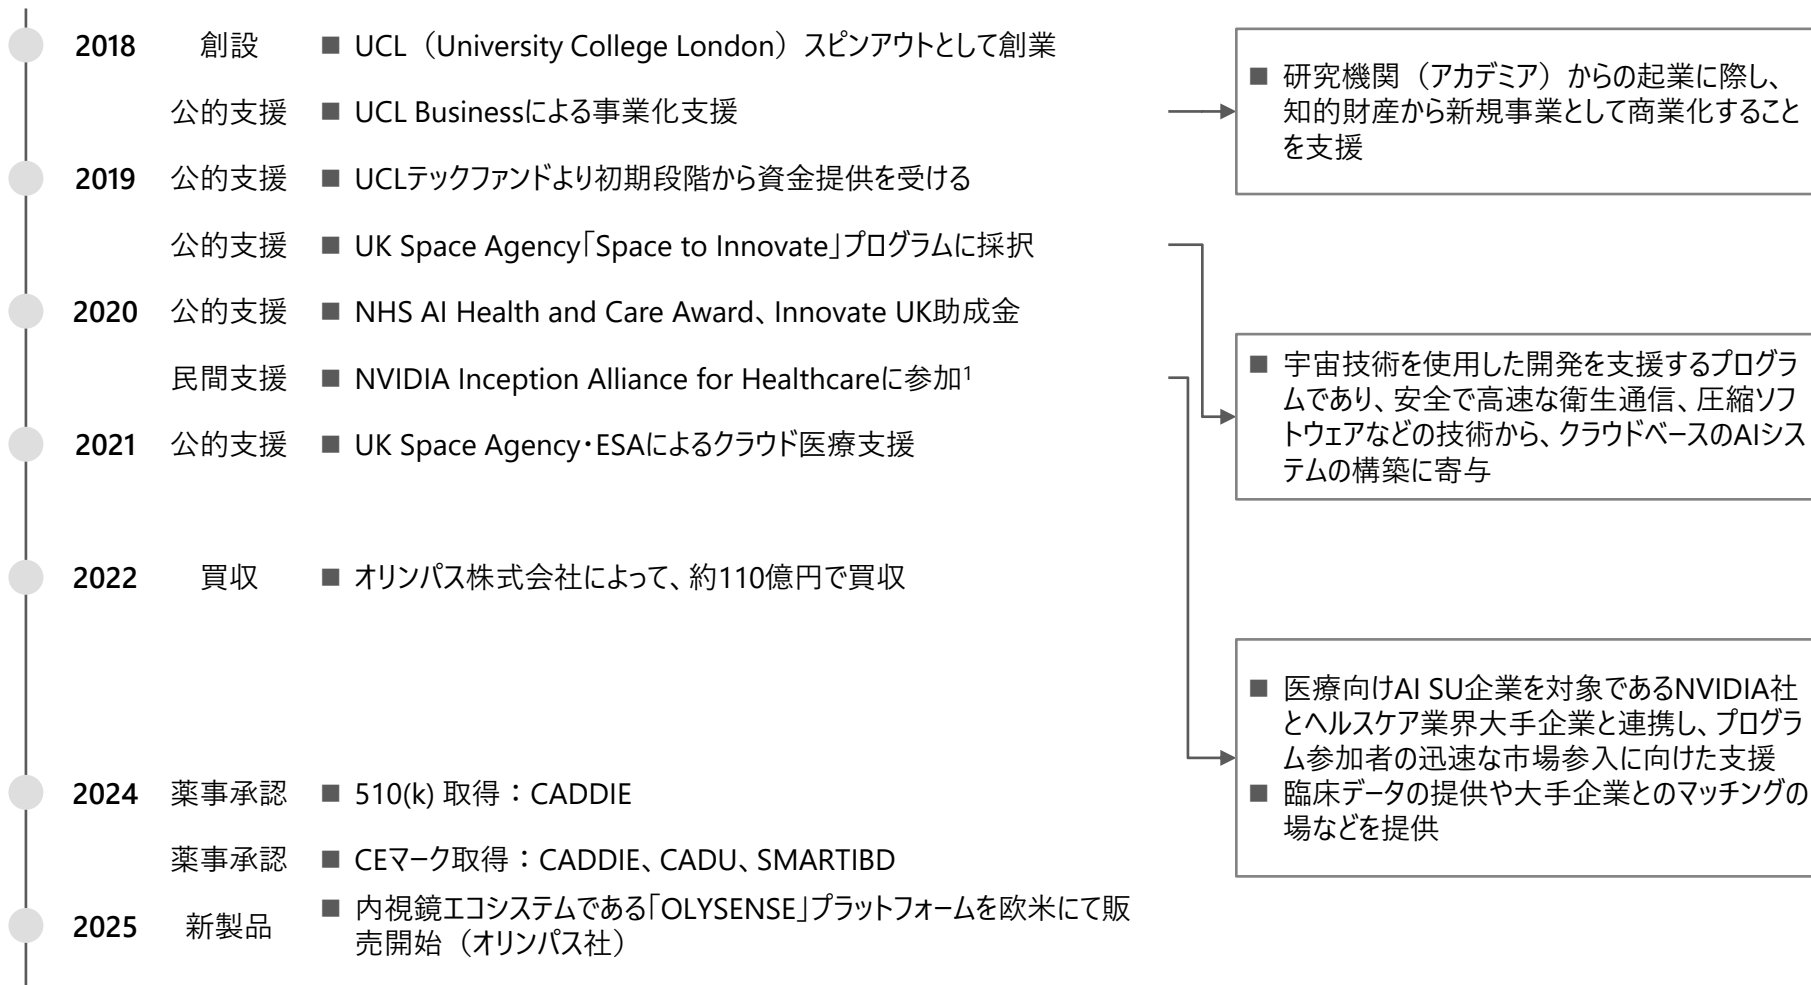 2018 創設 ■ UCL（University College London）スピンアウトとして創業
公的支援 ■ UCL Businessによる事業化支援
2019 公的支援 ■ UCLテックファンドより初期段階から資金提供を受ける
公的支援 ■ UK Space Agency「Space to Innovate」プログラムに採択
2020 公的支援 ■ NHS AI Health and Care Award、Innovate UK助成金
民間支援 ■ NVIDIA Inception Alliance for Healthcareに参加¹
2021 公的支援 ■ UK Space Agency・ESAによるクラウド医療支援
2022 買収 ■ オリンパス株式会社によって、約110億円で買収
2024 薬事承認 ■ 510(k) 取得：CADDIE
薬事承認 ■ CEマーク取得：CADDIE、CADU、SMARTIBD
2025 新製品 ■ 内視鏡エコシステムである「OLYSENSE」プラットフォームを欧米にて販
売開始（オリンパス社）
■ 研究機関（アカデミア）からの起業に際し、
知的財産から新規事業として商業化すること
を支援
■ 宇宙技術を使用した開発を支援するプログラ
ムであり、安全で高速な衛生通信、圧縮ソフ
トウェアなどの技術から、クラウドベースのAIシス
テムの構築に寄与
■ 医療向けAI SU企業を対象であるNVIDIA社
とヘルスケア業界大手企業と連携し、プログラ
ム参加者の迅速な市場参入に向けた支援
■ 臨床データの提供や大手企業とのマッチングの
場などを提供